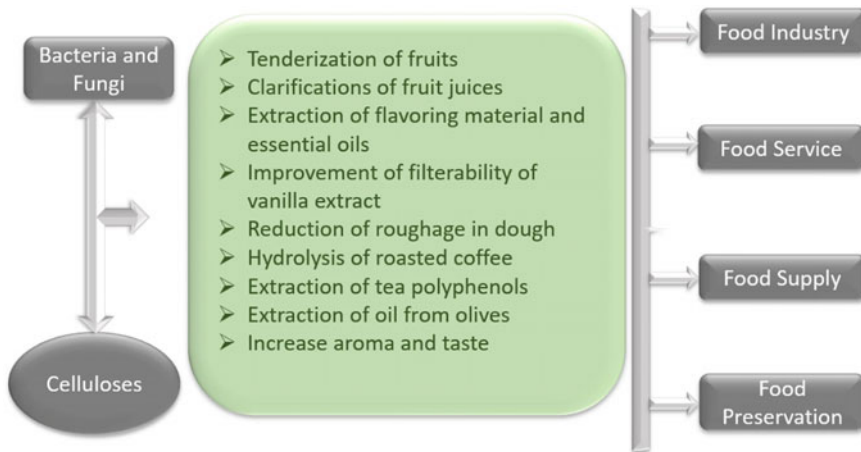 Bacteria and
Fungi
Celluloses
➢ Tenderization of fruits
➢ Clarifications of fruit juices
➢ Extraction of flavoring material and
essential oils
➢ Improvement of filterability of
vanilla extract
➢ Reduction of roughage in dough
➢ Hydrolysis of roasted coffee
➢ Extraction of tea polyphenols
➢ Extraction of oil from olives
➢ Increase aroma and taste
Food Industry
Food Service
Food Supply
Food
Preservation